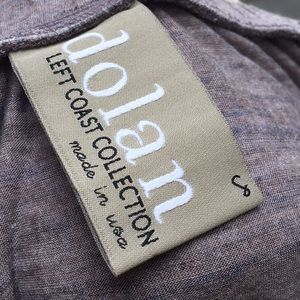 dolan
LEFT COAST COLLECTION
made in usa
S